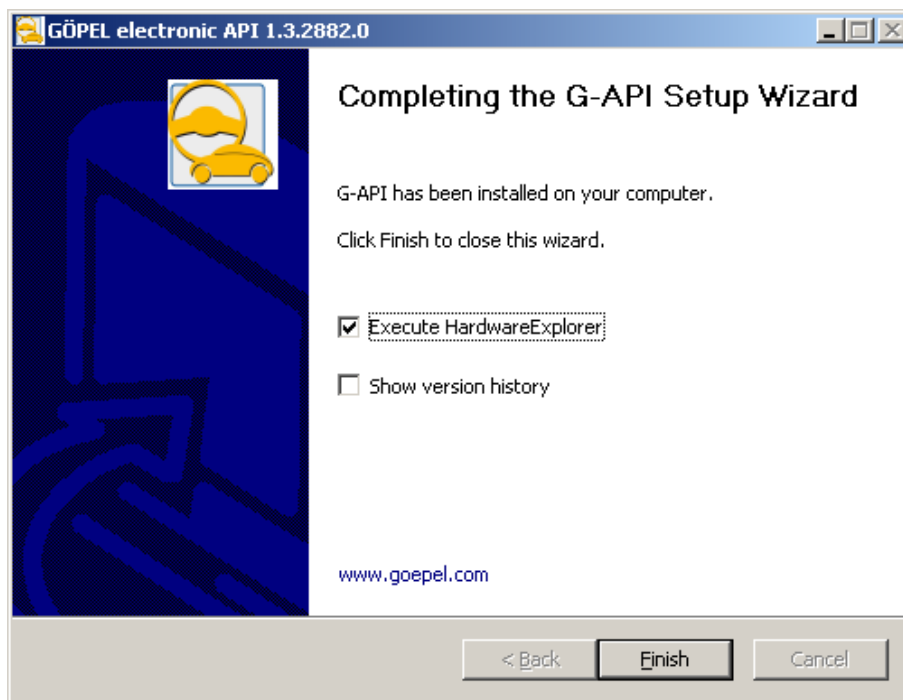 GÖPEL electronic API 1.3.2882.0
Completing the G-API Setup Wizard
G-API has been installed on your computer.
Click Finish to close this wizard.
Execute HardwareExplorer
Show version history
www.goepel.com
< Back
Finish
Cancel